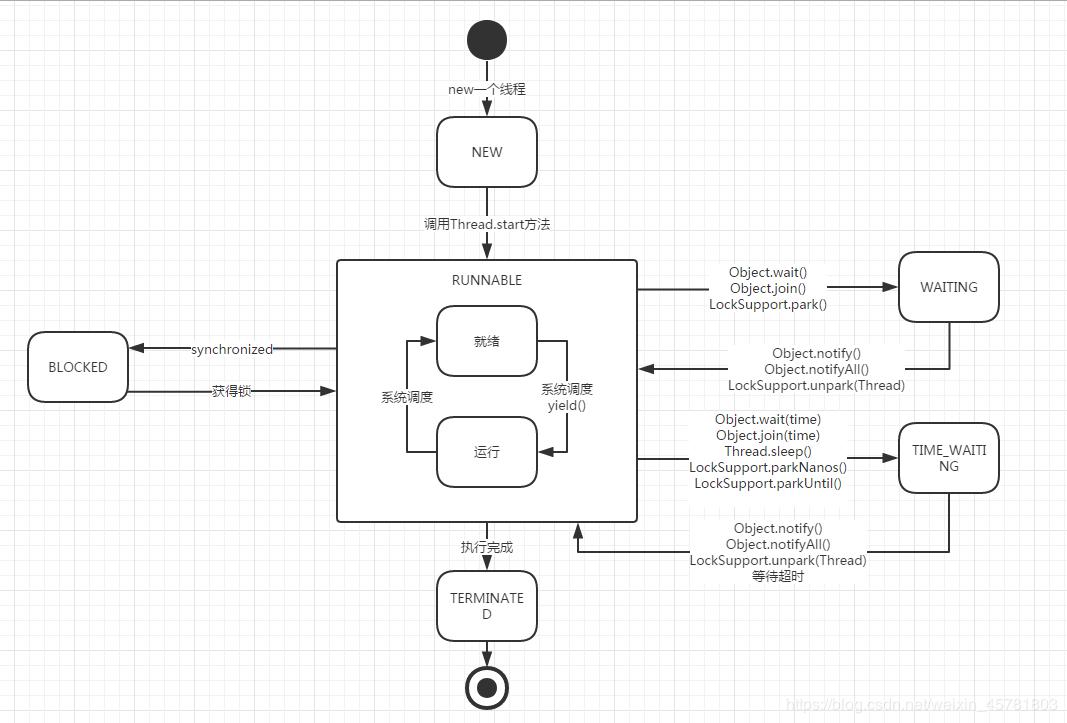 new一个线程
NEW
调用Thread.start方法
RUNNABLE
就绪
系统调度
系统调度
yield()
运行
synchronized
BLOCKED
获得锁
Object.wait()
Object.join()
LockSupport.park()
WAITING
Object.notify()
Object.notifyAll()
LockSupport.unpark(Thread)
Object.wait(time)
Object.join(time)
Thread.sleep()
LockSupport.parkNanos()
LockSupport.parkUntil()
TIME_WAITI
NG
Object.notify()
Object.notifyAll()
LockSupport.unpark(Thread)
等待超时
执行完成
TERMINATE
D
https://blog.csdn.net/weixin_45781803